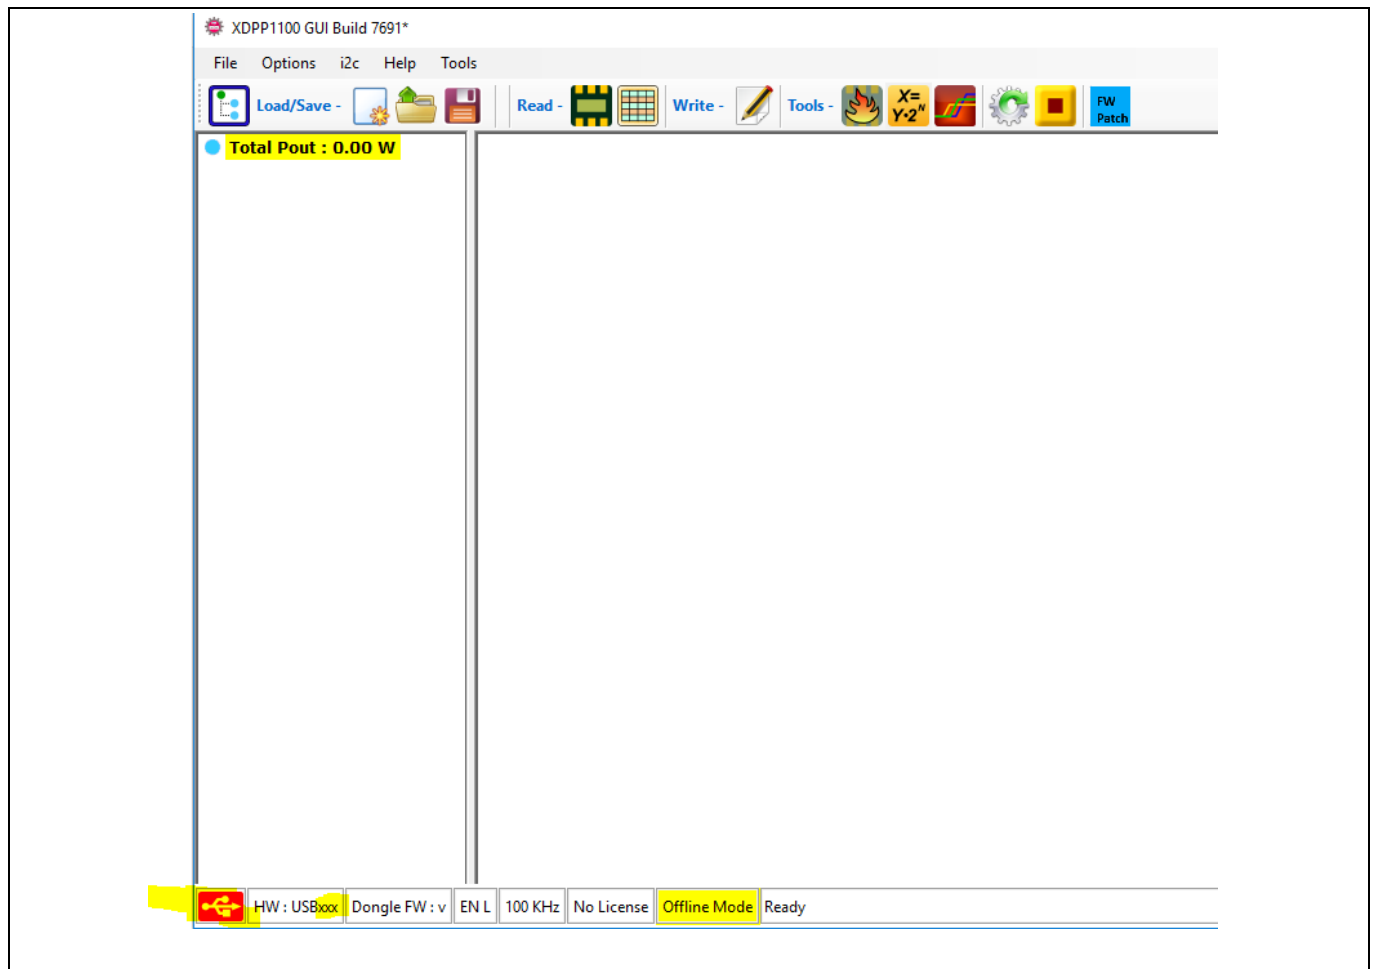 XDPP1100 GUI Build 7691*
File Options i2c Help Tools
Load/Save - Read - Write - Tools - X= Y·2ᴺ FW Patch
Total Pout : 0.00 W
HW : USBxxx Dongle FW : v EN L 100 KHz No License Offline Mode Ready